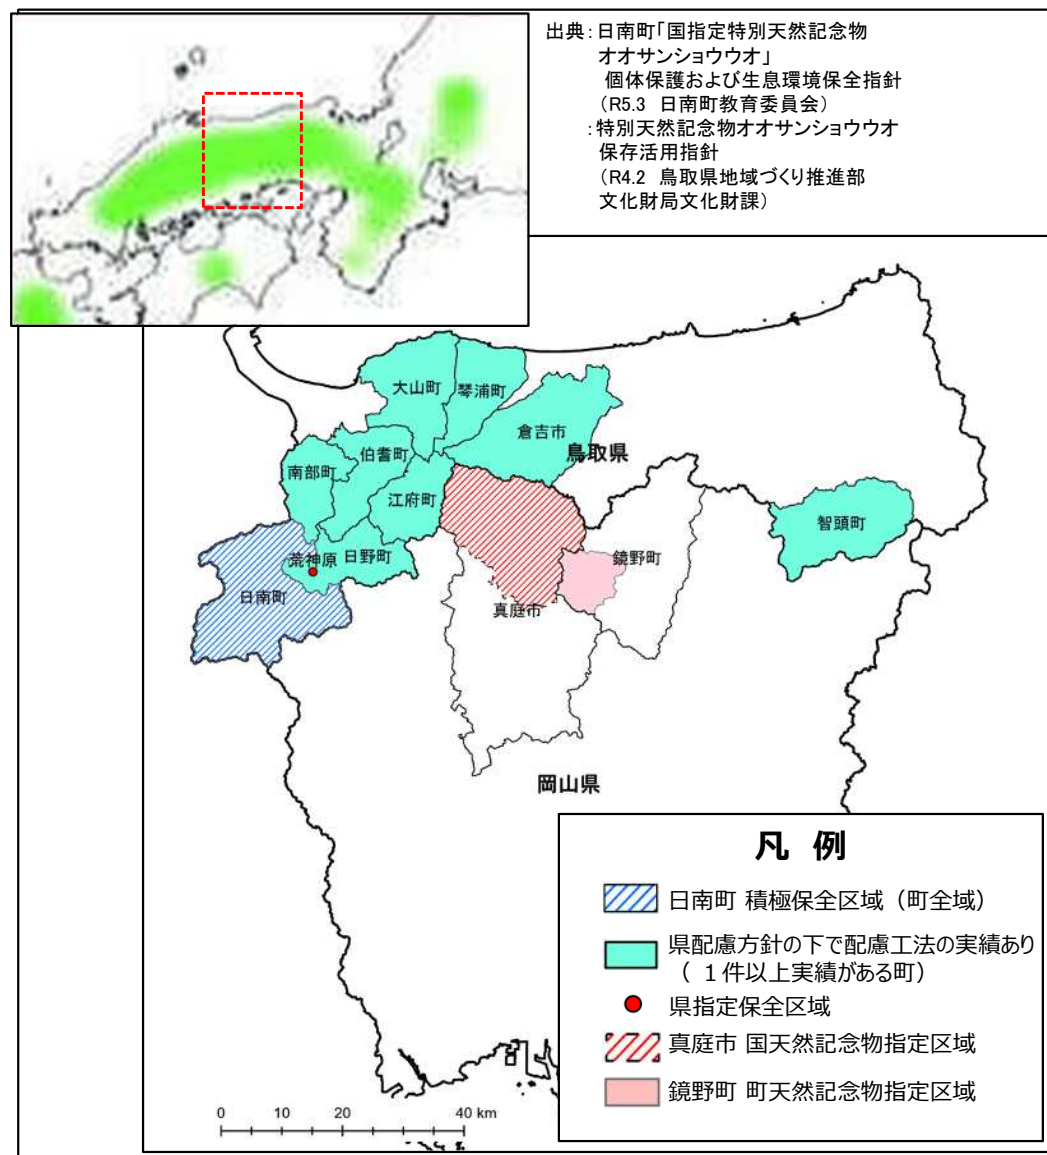 出典:日南町「国指定特別天然記念物
オオサンショウウオ」
個体保護および生息環境保全指針
(R5.3 日南町教育委員会)
:特別天然記念物オオサンショウウオ
保存活用指針
(R4.2 鳥取県地域づくり推進部
文化財局文化財課)
大山町
琴浦町
倉吉市
鳥取県
伯耆町
南部町
江府町
智頭町
荒神原
日野町
鏡野町
日南町
真庭市
岡山県
凡 例
日南町 積極保全区域(町全域)
県配慮方針の下で配慮工法の実績あり
( 1件以上実績がある町)
県指定保全区域
真庭市 国天然記念物指定区域
鏡野町 町天然記念物指定区域
0 10 20 40 km